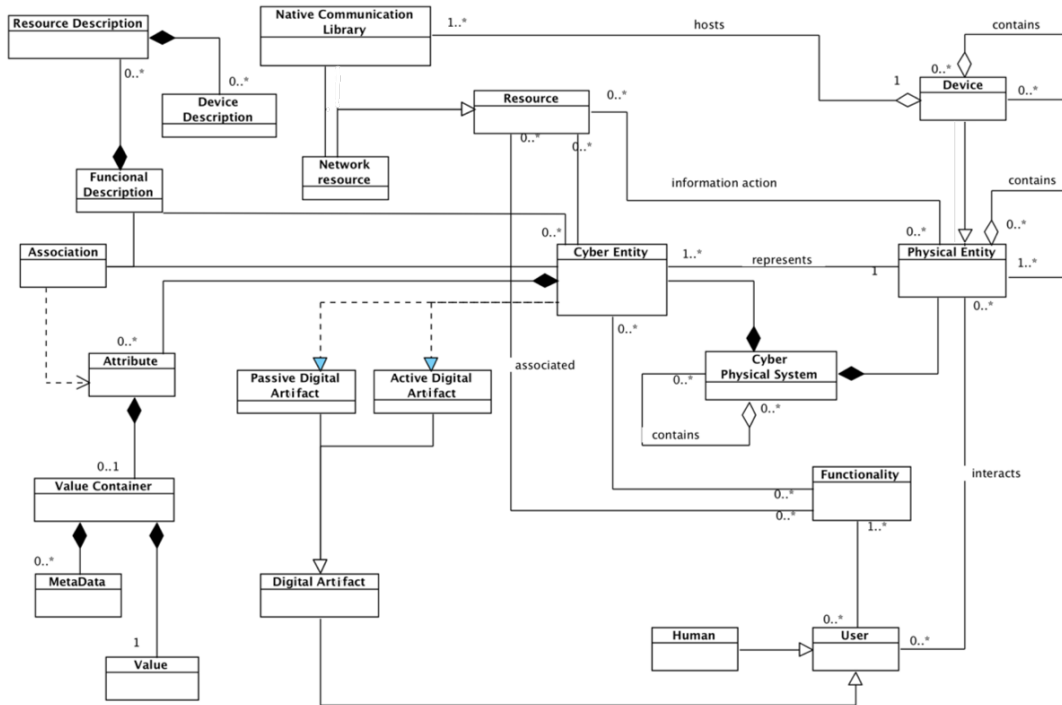 Resource Description
0..*
0..*
Device
Description
Funcional
Description
Native Communication
Library
1..*
hosts
contains
Resource
0..*
0..*
0..*
Network
resource
1
0..*
Device
0..*
information action
contains
0..*
0..*
Association
0..*
Cyber Entity
1..*
represents
1
Physical Entity
1..*
0..*
0..*
Attribute
0..*
Passive Digital
Artifact
Active Digital
Artifact
associated
Cyber
Physical System
0..*
0..*
contains
0..1
Value Container
Functionality
interacts
0..*
0..*
1..*
0..*
MetaData
Digital Artifact
1
Value
0..*
Human
User
0..*